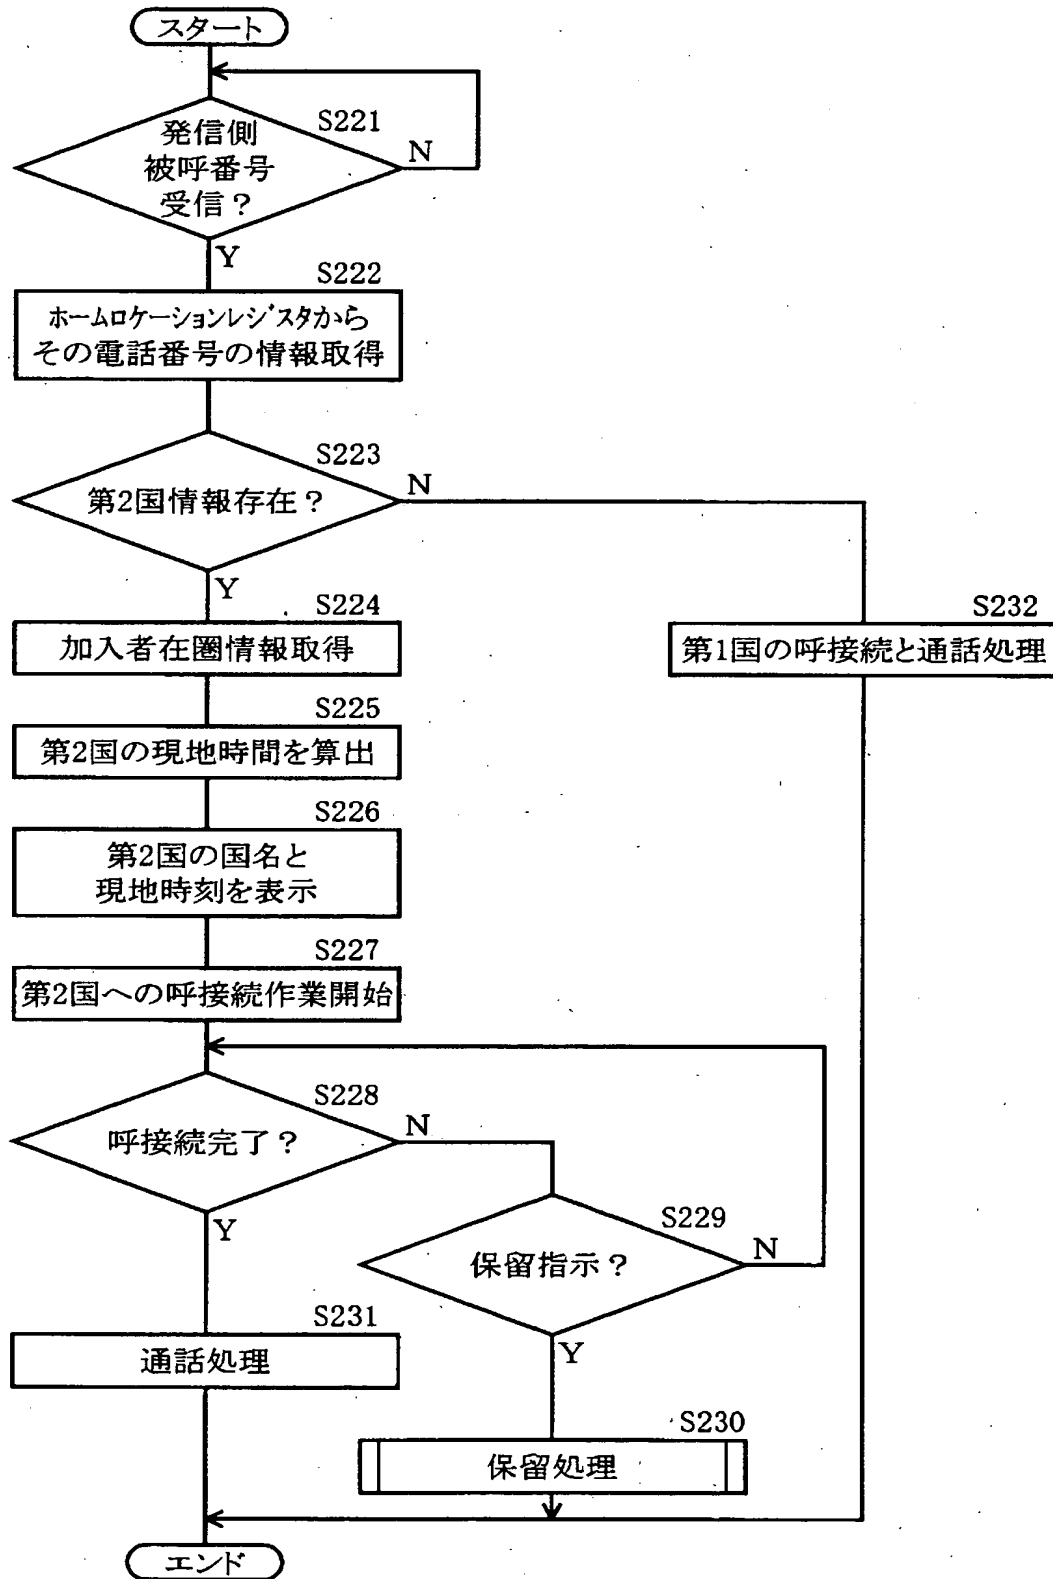 スタート
S221
発信側
被呼番号
受信?
N
Y
S222
ホームロケーションレジスタから
その電話番号の情報取得
S223
第2国情報存在?
N
Y
S224
加入者在圏情報取得
S232
第1国の呼接続と通話処理
S225
第2国の現地時間を算出
S226
第2国の国名と
現地時刻を表示
S227
第2国への呼接続作業開始
S228
呼接続完了?
N
Y
S229
保留指示?
N
Y
S231
通話処理
S230
保留処理
エンド